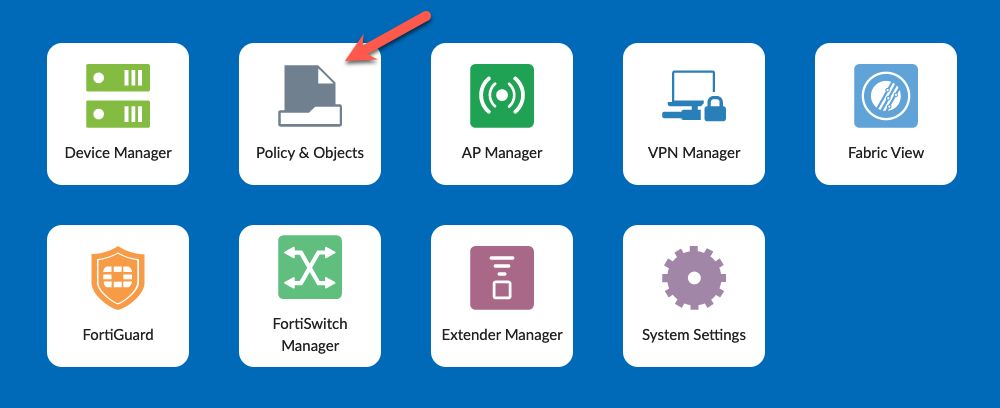 Device Manager
Policy & Objects
AP Manager
VPN Manager
Fabric View
FortiGuard
FortiSwitch
Manager
Extender Manager
System Settings